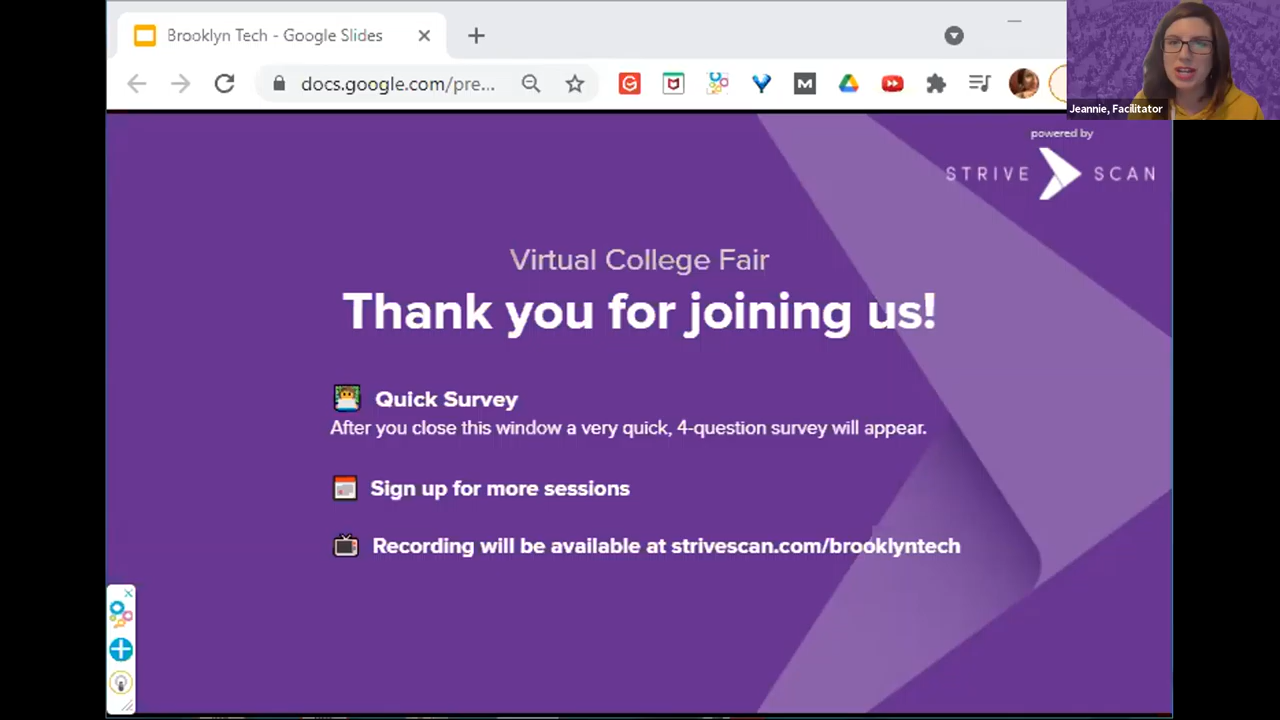 Brooklyn Tech - Google Slides
docs.google.com/pre...
Jeannie, Facilitator
powered by
STRIVE SCAN
Virtual College Fair
Thank you for joining us!
Quick Survey
After you close this window a very quick, 4-question survey will appear.
Sign up for more sessions
Recording will be available at strivescan.com/brooklyntech